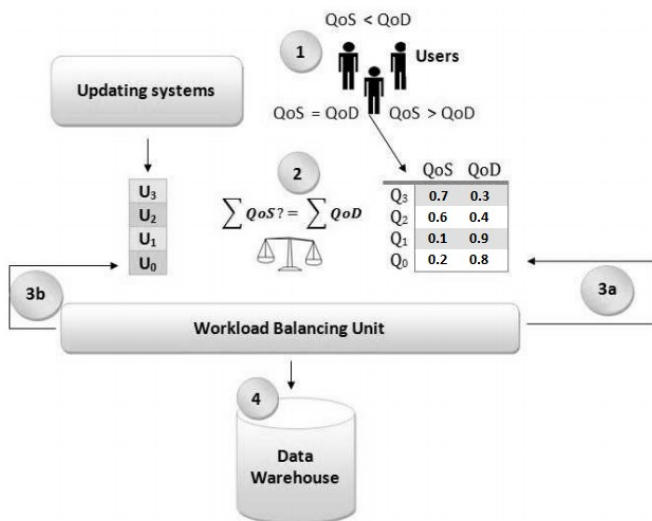 QoS < QoD
1
Users
Updating systems
QoS = QoD QoS > QoD
2
∑ QoS? = ∑ QoD
QoS QoD
Q3 0.7 0.3
Q2 0.6 0.4
Q1 0.1 0.9
Q0 0.2 0.8
U3
U2
U1
U0
3b
3a
Workload Balancing Unit
4
Data
Warehouse